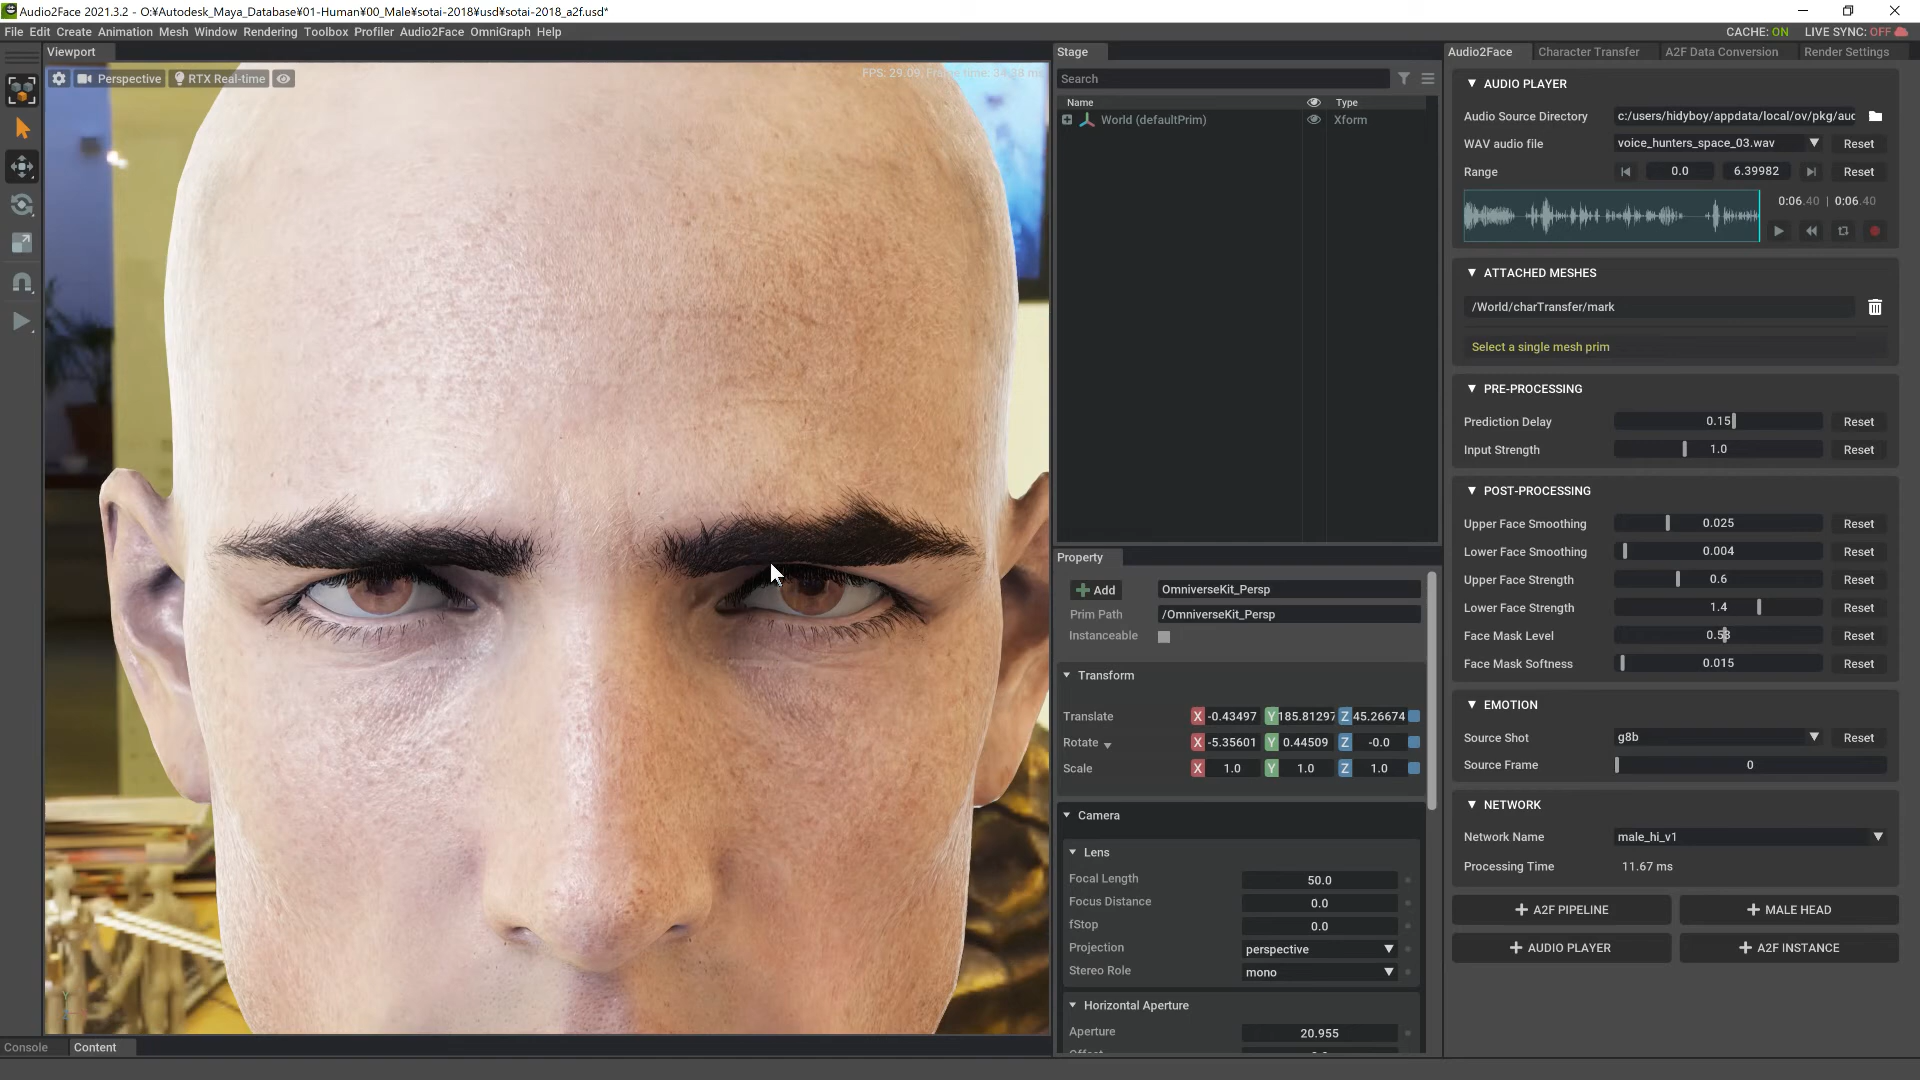 Audio2Face 2021.3.2 - O:¥Autodesk_Maya_Database¥01-Human¥00_Male¥sotai-2018¥usd¥sotai-2018_a2f.usd*
File Edit Create Animation Mesh Window Rendering Toolbox Profiler Audio2Face OmniGraph Help
CACHE: ON LIVE SYNC: OFF
Viewport
Perspective RTX Real-time
FPS: 29.09, Frame time: 34.38 ms
Stage
Search
Name Type
World (defaultPrim) Xform
Property
Add OmniverseKit_Persp
Prim Path /OmniverseKit_Persp
Instanceable
Transform
Translate X -0.43497 Y 185.81297 Z 45.26674
Rotate X -5.35601 Y 0.44509 Z -0.0
Scale X 1.0 Y 1.0 Z 1.0
Camera
Lens
Focal Length 50.0
Focus Distance 0.0
fStop 0.0
Projection perspective
Stereo Role mono
Horizontal Aperture
Aperture 20.955
Audio2Face Character Transfer A2F Data Conversion Render Settings
AUDIO PLAYER
Audio Source Directory c:/users/hidyboy/appdata/local/ov/pkg/aud
WAV audio file voice_hunters_space_03.wav Reset
Range 0.0 6.39982 Reset
0:06.40 | 0:06.40
ATTACHED MESHES
/World/charTransfer/mark
Select a single mesh prim
PRE-PROCESSING
Prediction Delay 0.15 Reset
Input Strength 1.0 Reset
POST-PROCESSING
Upper Face Smoothing 0.025 Reset
Lower Face Smoothing 0.004 Reset
Upper Face Strength 0.6 Reset
Lower Face Strength 1.4 Reset
Face Mask Level 0.53 Reset
Face Mask Softness 0.015 Reset
EMOTION
Source Shot g8b Reset
Source Frame 0
NETWORK
Network Name male_hi_v1
Processing Time 11.67 ms
A2F PIPELINE MALE HEAD
AUDIO PLAYER A2F INSTANCE
Console Content